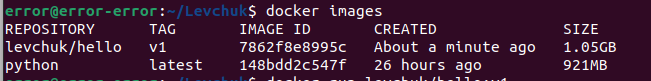 error@error-error:~/Levchuk$ docker images
REPOSITORY TAG IMAGE ID CREATED SIZE
levchuk/hello v1 7862f8e8995c About a minute ago 1.05GB
python latest 148bdd2c547f 26 hours ago 921MB